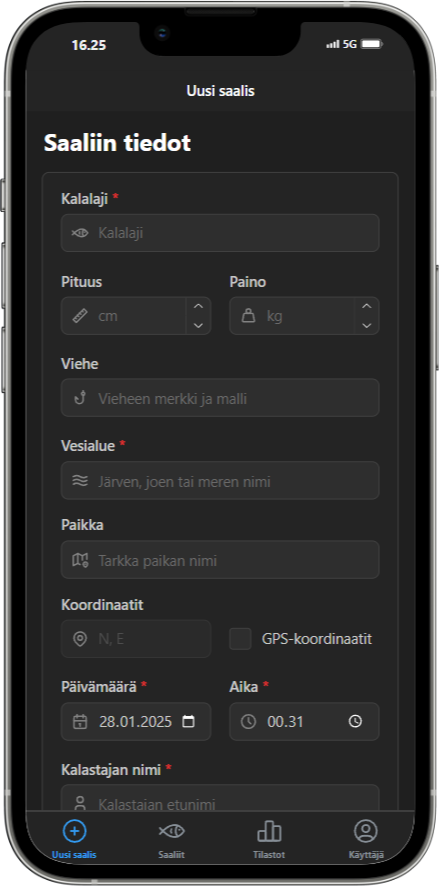 16.25
5G
Uusi saalis
Saaliin tiedot
Kalalaji *
Kalalaji
Pituus Paino
cm kg
Viehe
Vieheen merkki ja malli
Vesialue *
Järven, joen tai meren nimi
Paikka
Tarkka paikan nimi
Koordinaatit
N, E GPS-koordinaatit
Päivämäärä * Aika *
28.01.2025 00.31
Kalastajan nimi *
Kalastajan etunimi
Uusi saalis Saaliit Tilastot Käyttäjä